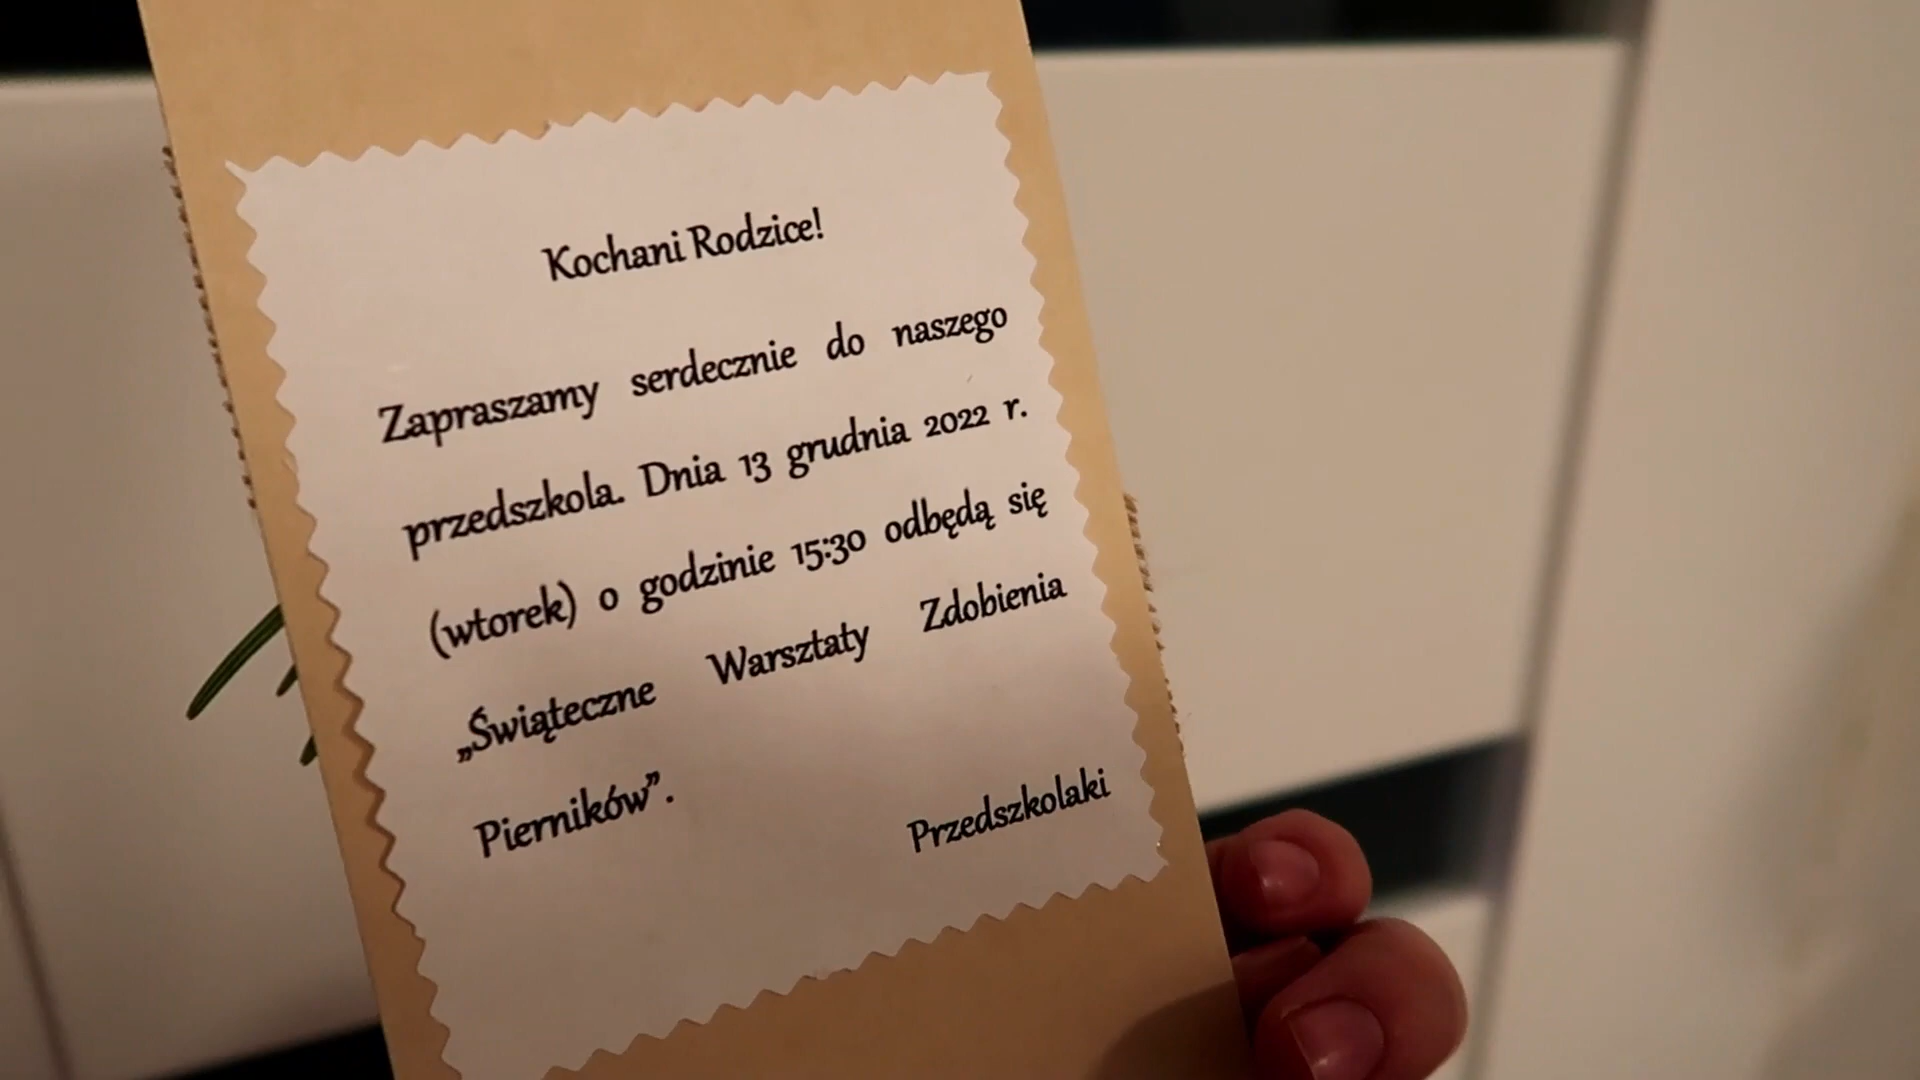 Kochani Rodzice!
Zapraszamy serdecznie do naszego
przedszkola. Dnia 13 grudnia 2022 r.
(wtorek) o godzinie 15:30 odbędą się
„Świąteczne Warsztaty Zdobienia
Pierników”.
Przedszkolaki